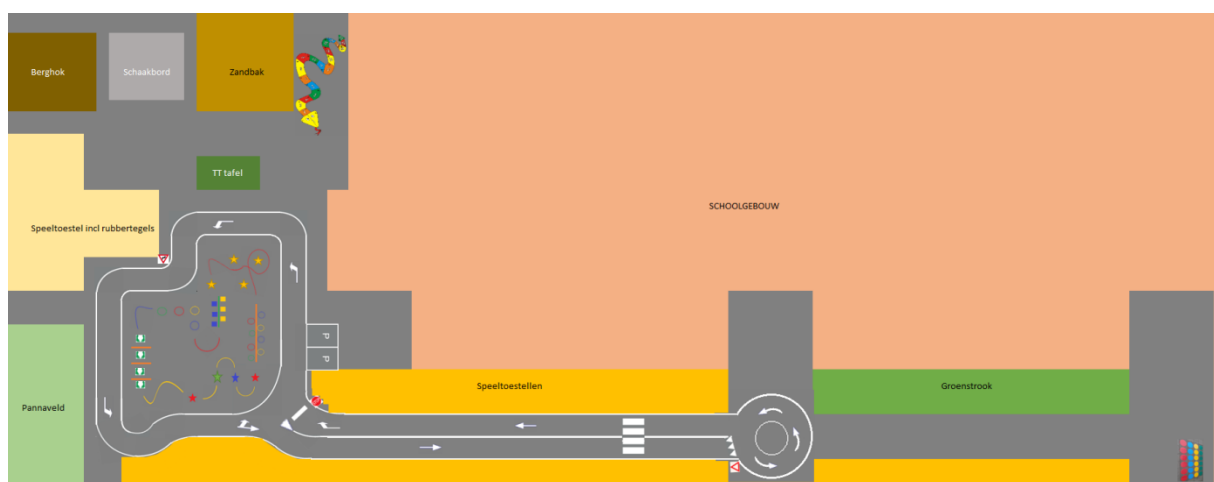 Berghok
Schaakbord
Zandbak
TT tafel
SCHOOLGEBOUW
Speeltoestel incl rubbertegels
P
P
Speeltoestellen
Groenstrook
Pannaveld